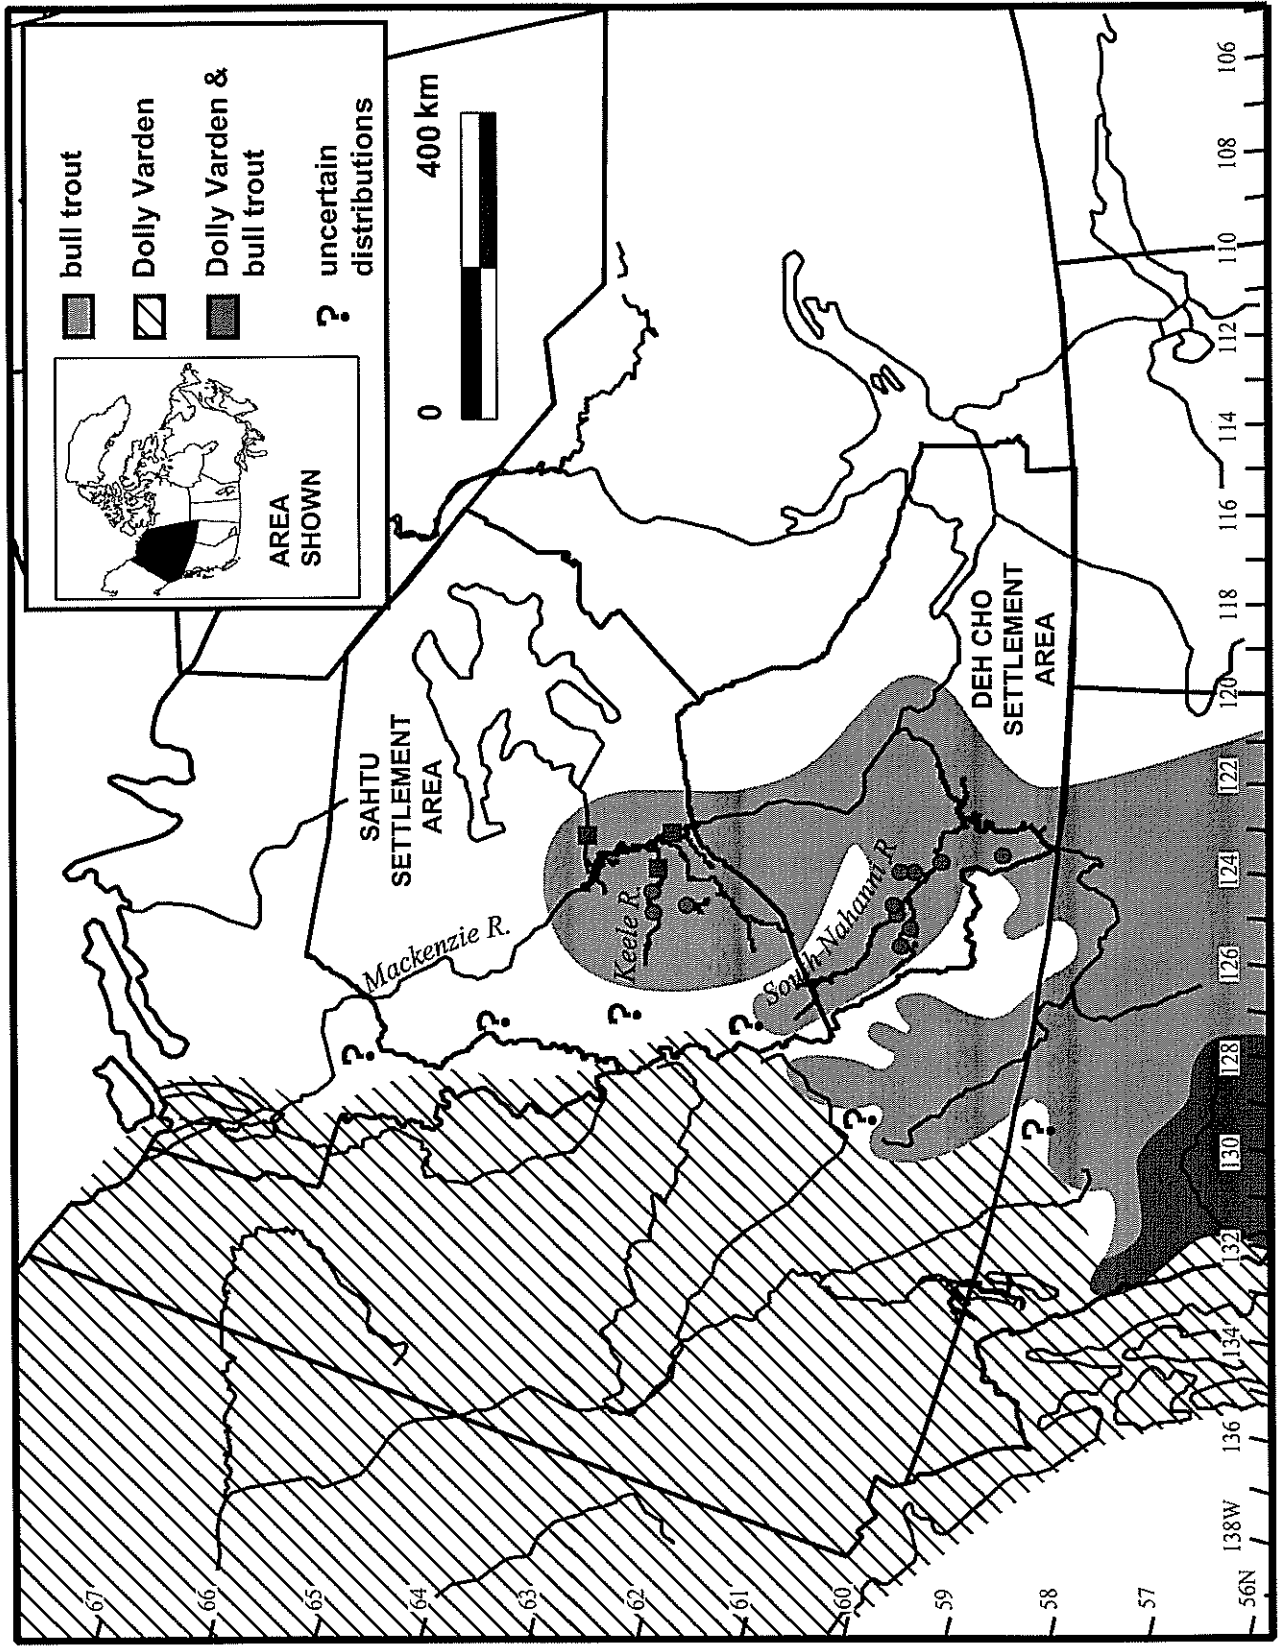 bull trout
Dolly Varden
Dolly Varden &
bull trout
? uncertain
distributions
AREA
SHOWN
0 400 km
SAHTU
SETTLEMENT
AREA
DEH CHO
SETTLEMENT
AREA
Mackenzie R.
Keele R.
South Nahanni R.
?
?
?
?
?
?
67
66
65
64
63
62
61
60
59
58
57
56N
138W
136
134
132
130
128
126
124
122
120
118
116
114
112
110
108
106